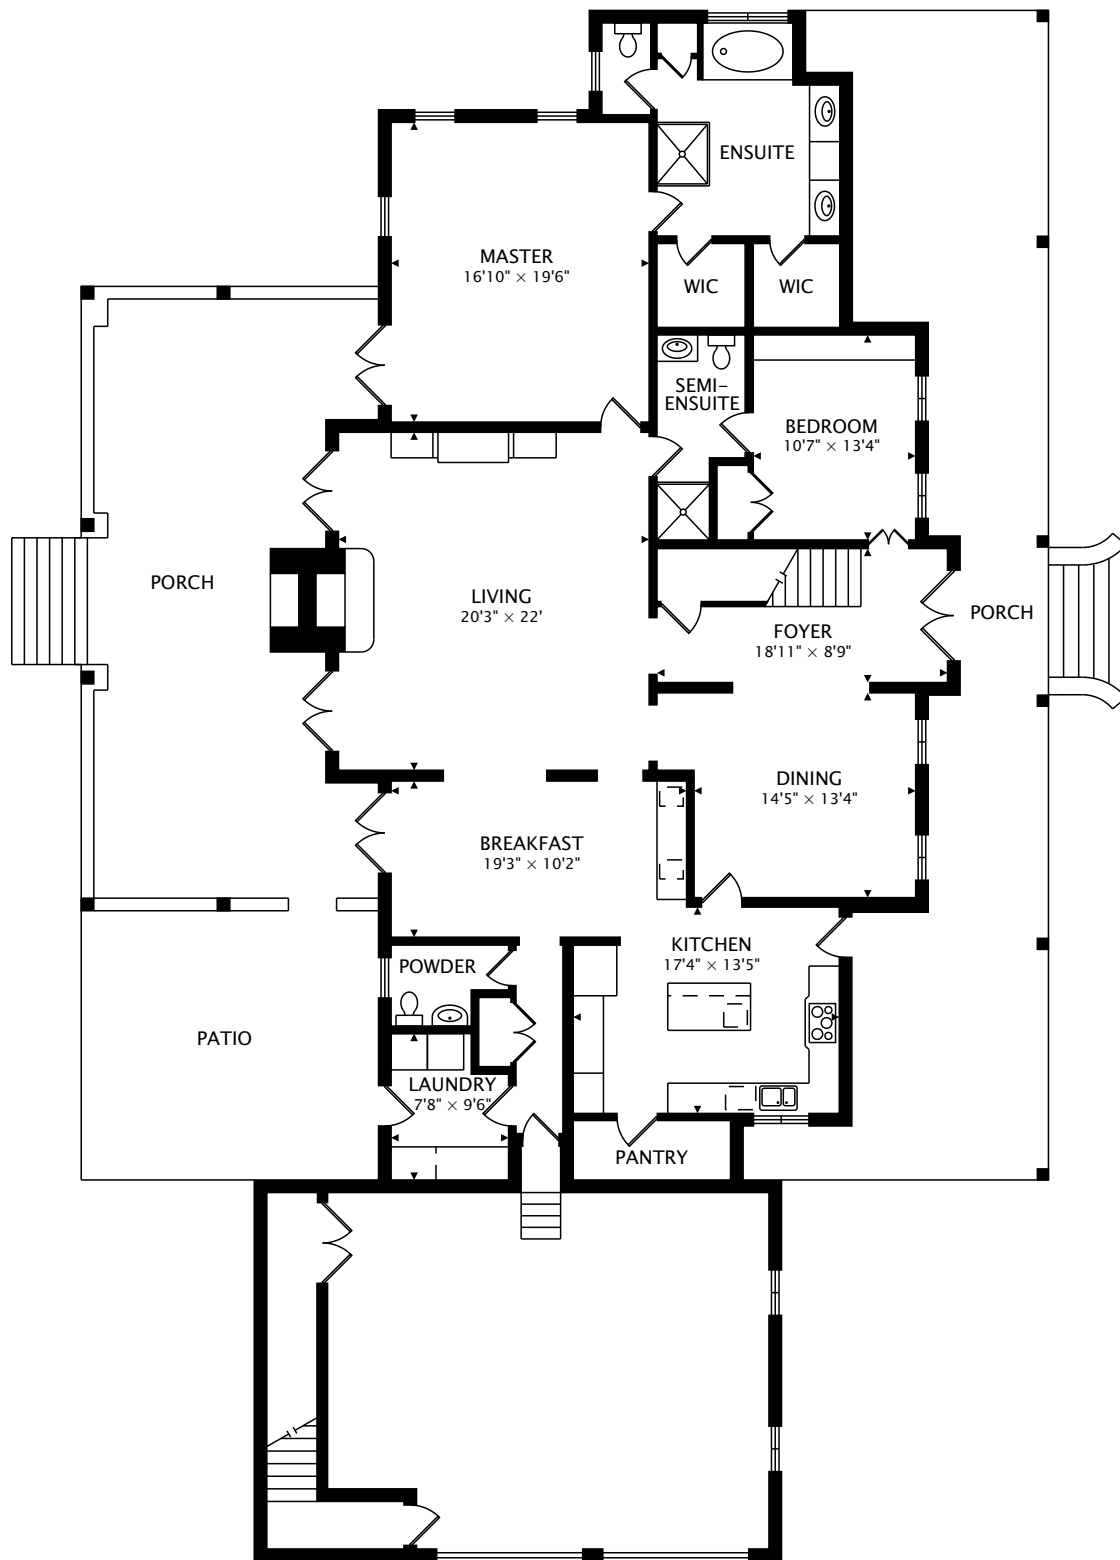 ENSUITE
MASTER
16'10" × 19'6"
WIC
WIC
SEMI-
ENSUITE
BEDROOM
10'7" × 13'4"
PORCH
LIVING
20'3" × 22'
FOYER
18'11" × 8'9"
PORCH
DINING
14'5" × 13'4"
BREAKFAST
19'3" × 10'2"
KITCHEN
17'4" × 13'5"
POWDER
PATIO
LAUNDRY
7'8" × 9'6"
PANTRY